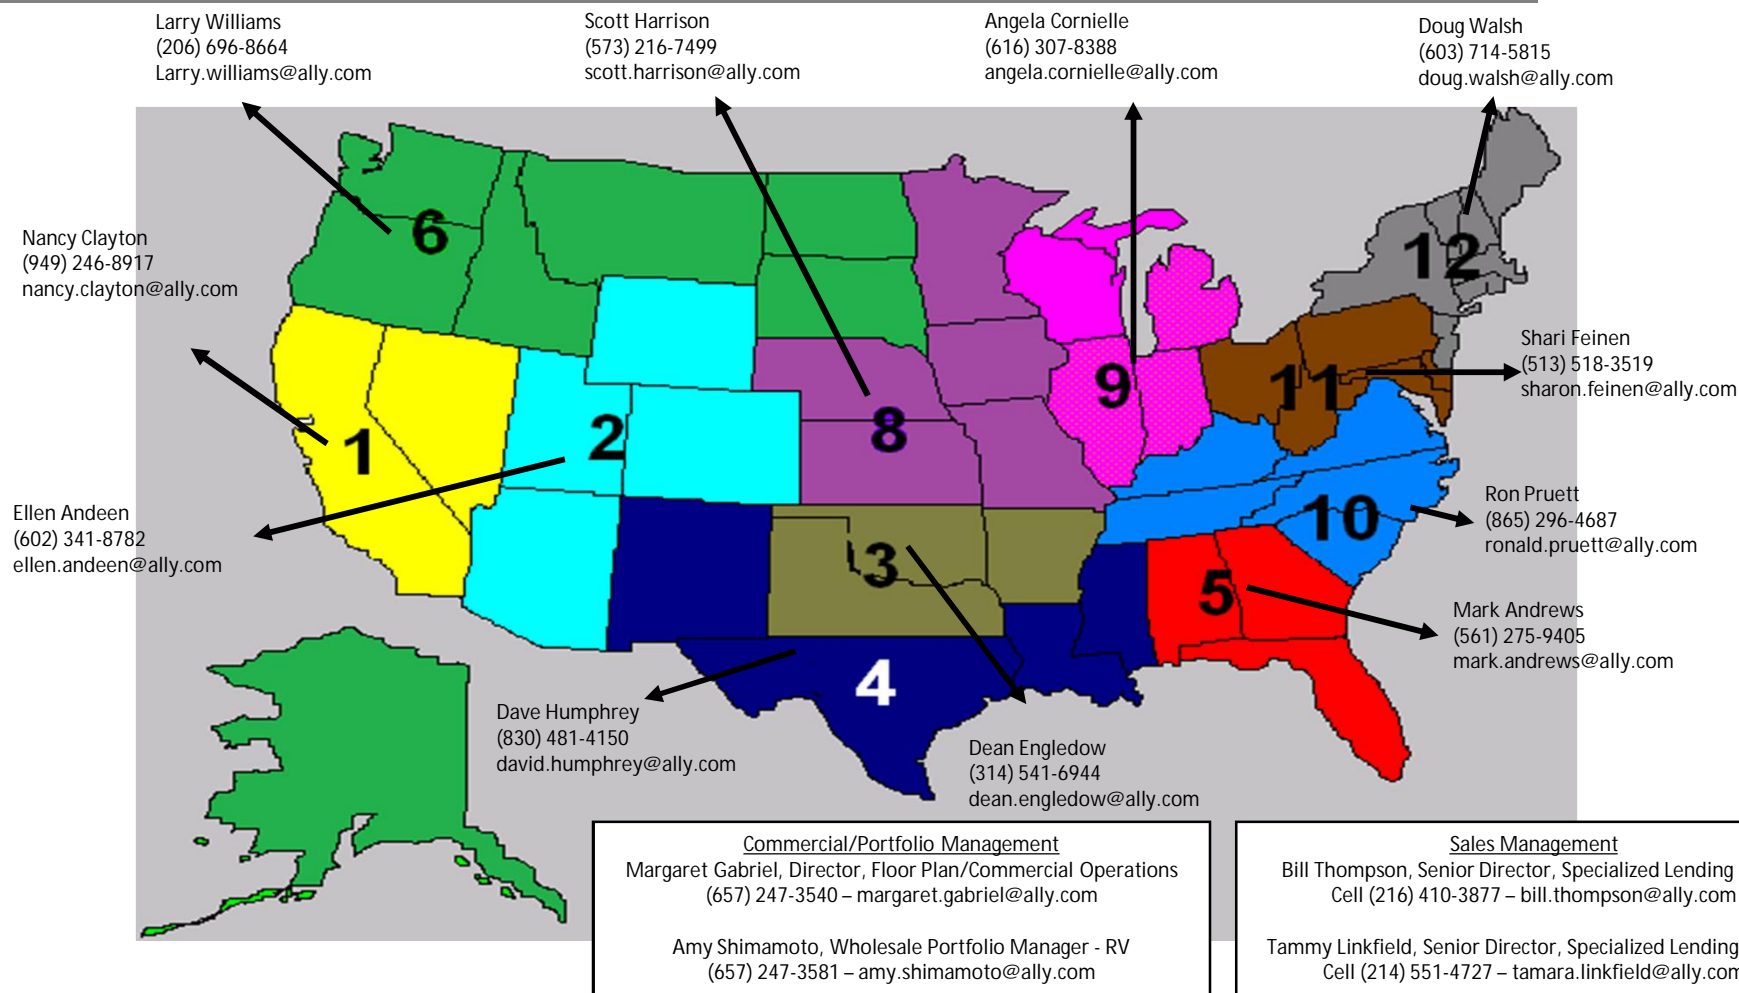 Larry Williams
(206) 696-8664
Larry.williams@ally.com
Scott Harrison
(573) 216-7499
scott.harrison@ally.com
Angela Cornielle
(616) 307-8388
angela.cornielle@ally.com
Doug Walsh
(603) 714-5815
doug.walsh@ally.com
Nancy Clayton
(949) 246-8917
nancy.clayton@ally.com
6
12
Shari Feinen
(513) 518-3519
sharon.feinen@ally.com
9
11
1
2
8
Ellen Andeen
(602) 341-8782
ellen.andeen@ally.com
Ron Pruett
(865) 296-4687
ronald.pruett@ally.com
10
3
5
Mark Andrews
(561) 275-9405
mark.andrews@ally.com
4
Dave Humphrey
(830) 481-4150
david.humphrey@ally.com
Dean Engledow
(314) 541-6944
dean.engledow@ally.com
Commercial/Portfolio Management
Margaret Gabriel, Director, Floor Plan/Commercial Operations
(657) 247-3540 – margaret.gabriel@ally.com
Amy Shimamoto, Wholesale Portfolio Manager - RV
(657) 247-3581 – amy.shimamoto@ally.com
Sales Management
Bill Thompson, Senior Director, Specialized Lending
Cell (216) 410-3877 – bill.thompson@ally.com
Tammy Linkfield, Senior Director, Specialized Lending
Cell (214) 551-4727 – tamara.linkfield@ally.com